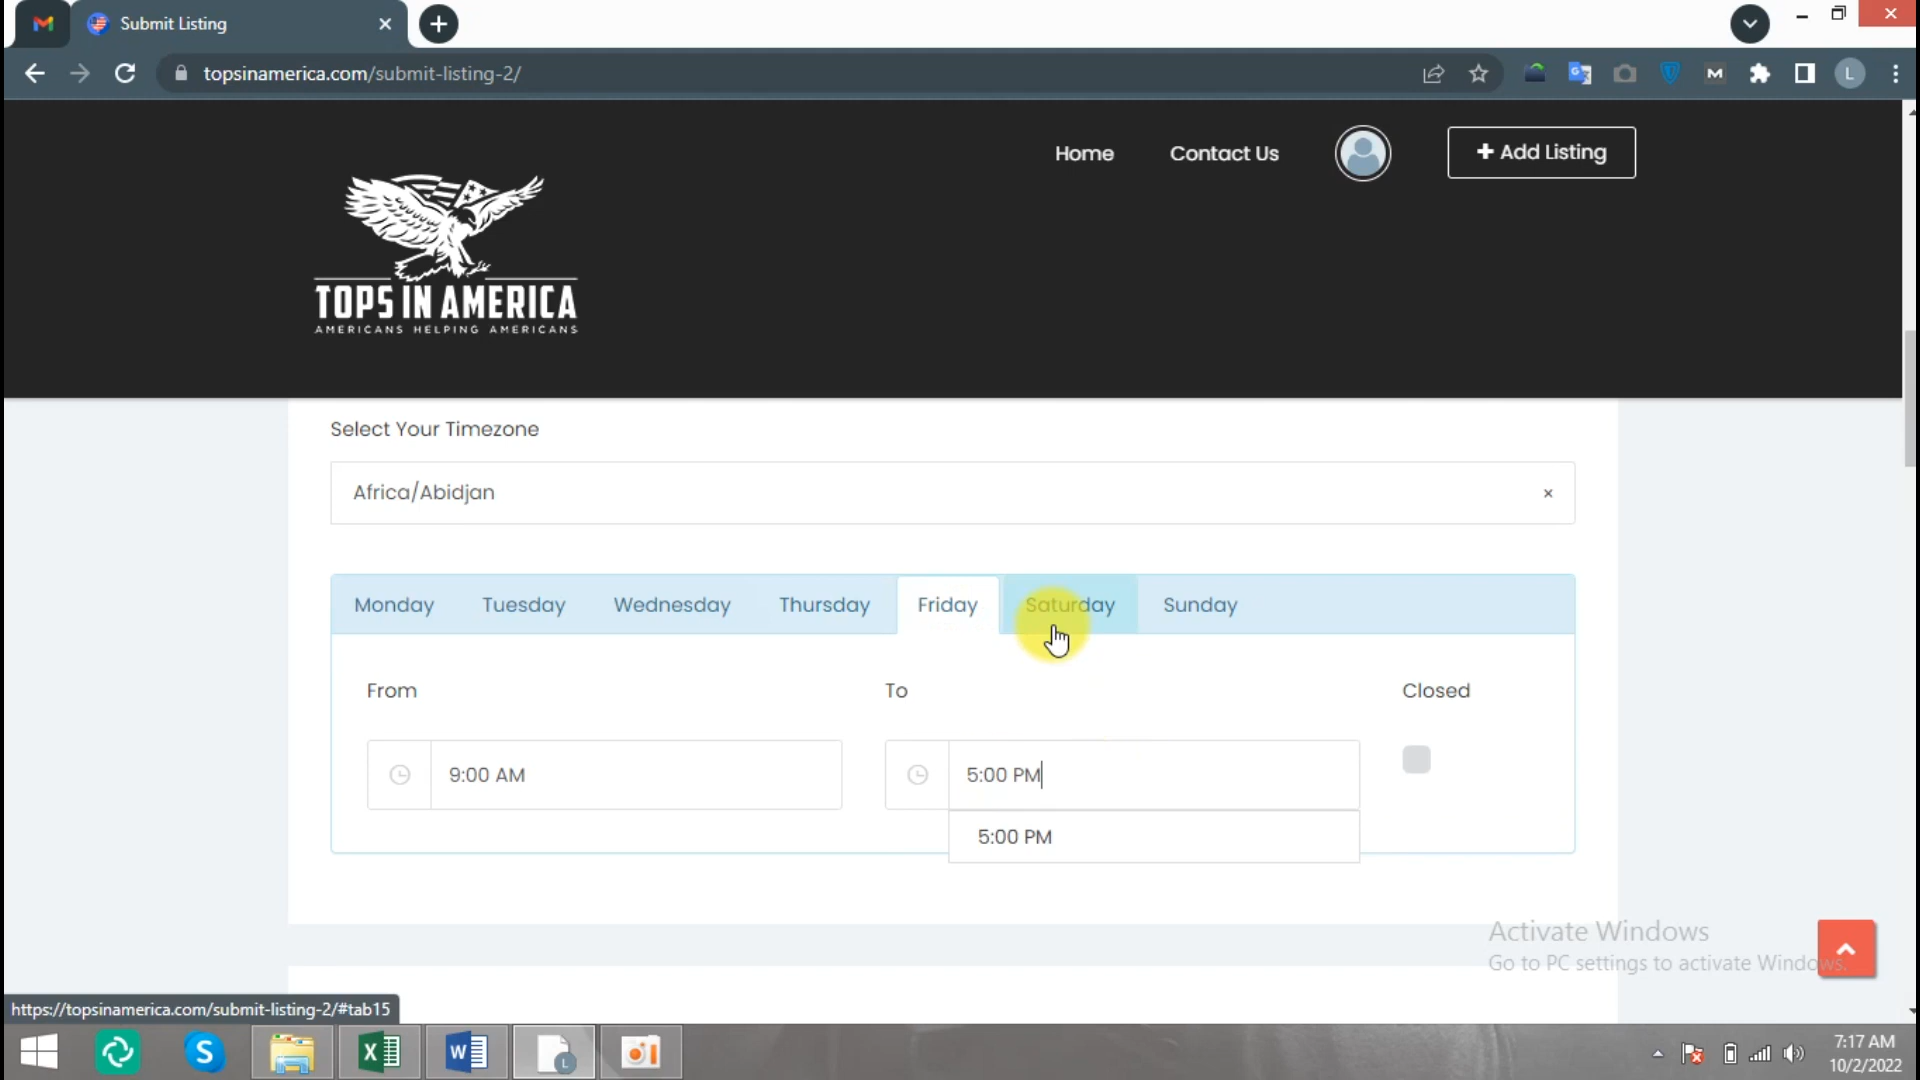 Submit Listing
topsinamerica.com/submit-listing-2/
M
L
Home
Contact Us
+ Add Listing
TOPS IN AMERICA
AMERICANS HELPING AMERICANS
Select Your Timezone
Africa/Abidjan ×
Monday Tuesday Wednesday Thursday Friday Saturday Sunday
From To Closed
9:00 AM 5:00 PM
5:00 PM
Activate Windows
Go to PC settings to activate Windows.
https://topsinamerica.com/submit-listing-2/#tab15
7:17 AM
10/2/2022